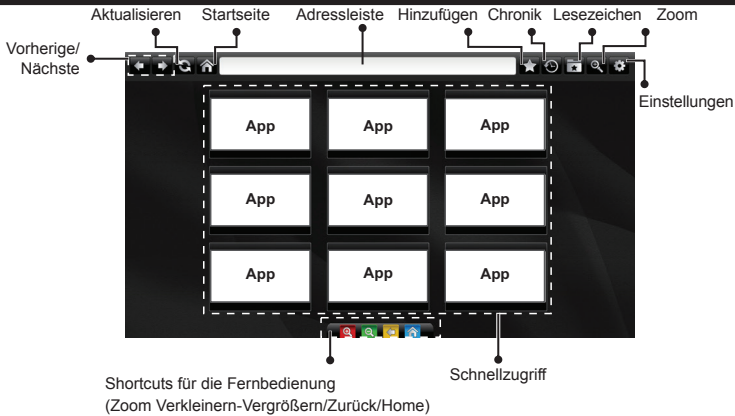 Aktualisieren Startseite Adressleiste Hinzufügen Chronik Lesezeichen Zoom
Vorherige/
Nächste
Einstellungen
App App App
App App App
App App App
Schnellzugriff
Shortcuts für die Fernbedienung
(Zoom Verkleinern-Vergrößern/Zurück/Home)